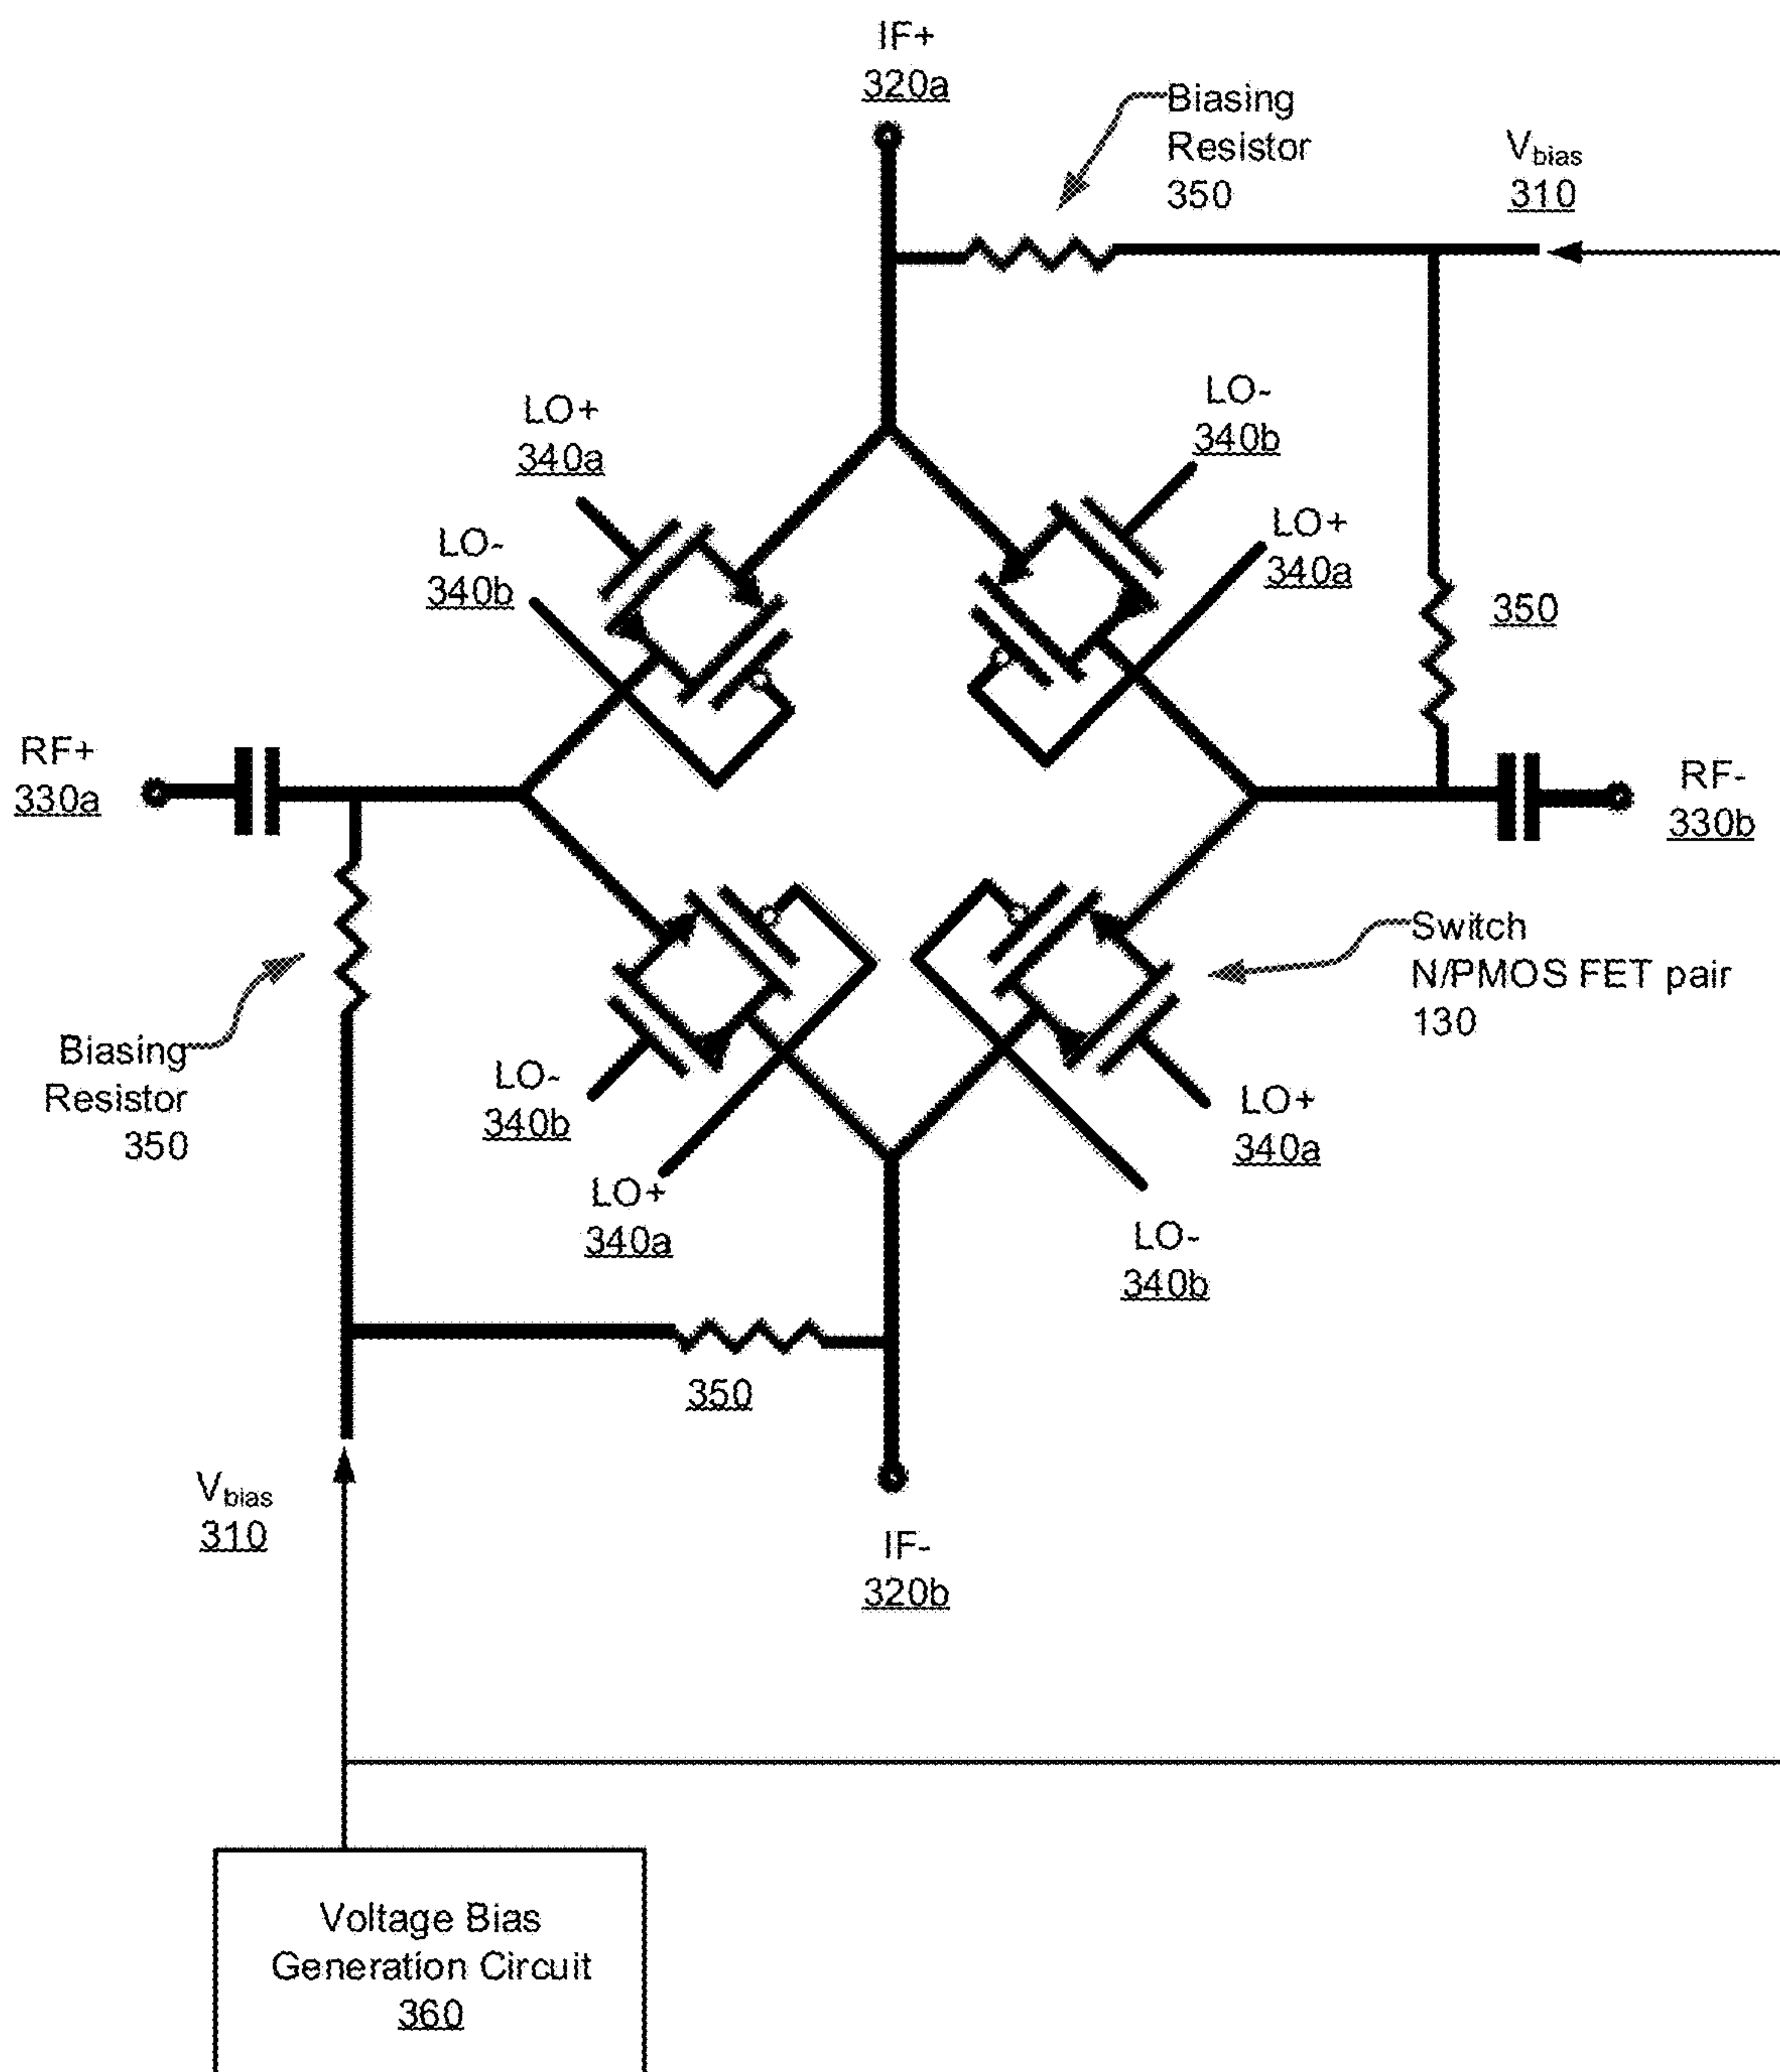 IF+
320a
Biasing
Resistor
350
Vbias
310
LO+
340a
LO-
340b
LO-
340b
LO+
340a
350
RF+
330a
RF-
330b
Switch
N/PMOS FET pair
130
Biasing
Resistor
350
LO-
340b
LO+
340a
LO+
340a
LO-
340b
350
Vbias
310
IF-
320b
Voltage Bias
Generation Circuit
360